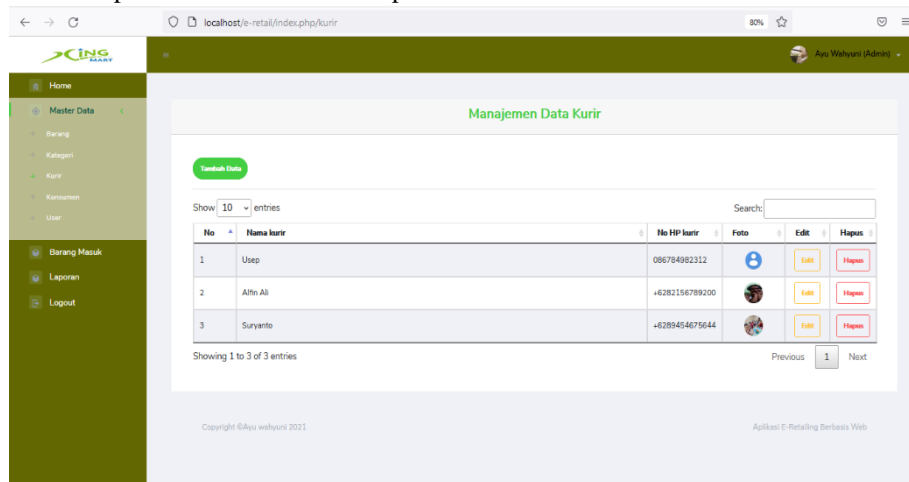 localhost/e-retail/index.php/kurir
80%
XCING
MART
Ayu Wahyuni (Admin)
Home
Master Data
Barang
Kategori
Kurir
Konsumen
User
Barang Masuk
Laporan
Logout
Manajemen Data Kurir
Tambah Data
Show 10 entries
Search:
No Nama kurir No HP kurir Foto Edit Hapus
1 Usep 086784982312 Edit Hapus
2 Alfin Ali +6282156789200 Edit Hapus
3 Suryanto +6289454675644 Edit Hapus
Showing 1 to 3 of 3 entries
Previous 1 Next
Copyright ©Ayu wahyuni 2021
Aplikasi E-Retailing Berbasis Web